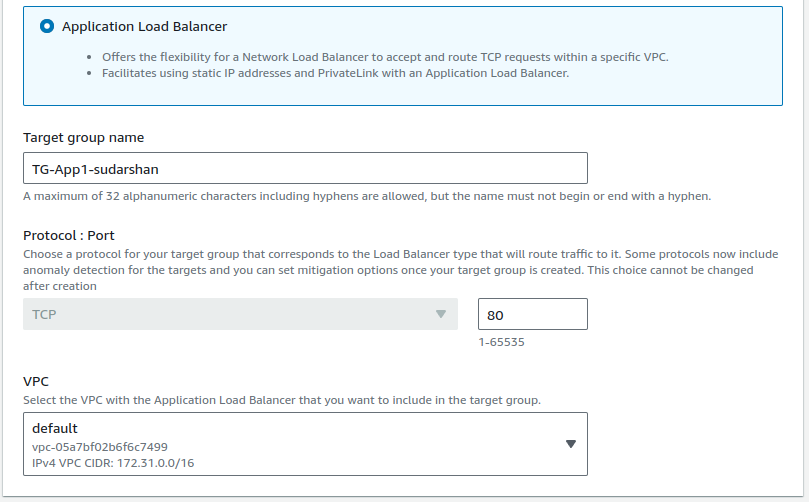 Application Load Balancer
• Offers the flexibility for a Network Load Balancer to accept and route TCP requests within a specific VPC.
• Facilitates using static IP addresses and PrivateLink with an Application Load Balancer.
Target group name
TG-App1-sudarshan
A maximum of 32 alphanumeric characters including hyphens are allowed, but the name must not begin or end with a hyphen.
Protocol : Port
Choose a protocol for your target group that corresponds to the Load Balancer type that will route traffic to it. Some protocols now include
anomaly detection for the targets and you can set mitigation options once your target group is created. This choice cannot be changed
after creation
TCP
80
1-65535
VPC
Select the VPC with the Application Load Balancer that you want to include in the target group.
default
vpc-05a7bf02b6f6c7499
IPv4 VPC CIDR: 172.31.0.0/16